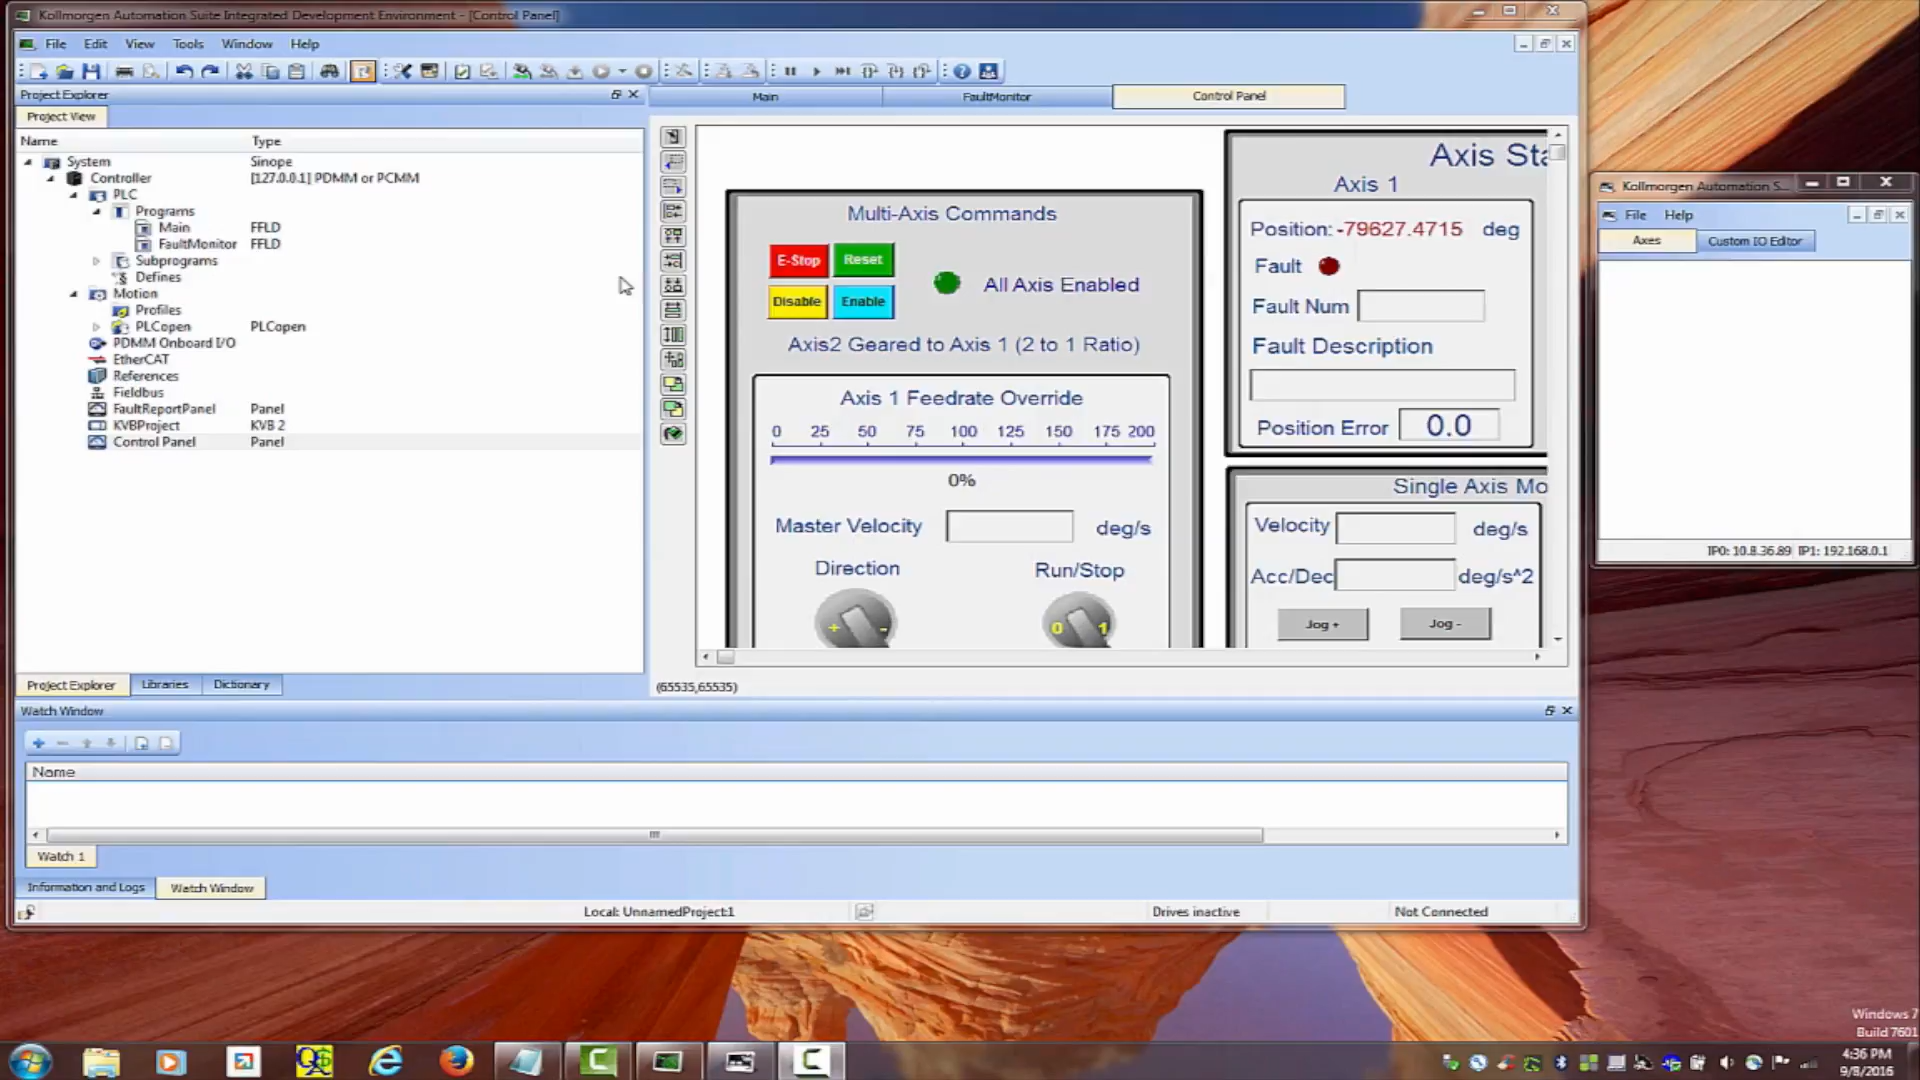 Kollmorgen Automation Suite Integrated Development Environment - [Control Panel]
File Edit View Tools Window Help
Project Explorer
Project View
Name Type
System Sinope
Controller [127.0.0.1] PDMM or PCMM
PLC
Programs
Main FFLD
FaultMonitor FFLD
Subprograms
Defines
Motion
Profiles
PLCopen PLCopen
PDMM Onboard I/O
EtherCAT
References
Fieldbus
FaultReportPanel Panel
KVBProject KVB 2
Control Panel Panel
Project Explorer Libraries Dictionary
Main FaultMonitor Control Panel
Multi-Axis Commands
E-Stop Reset
Disable Enable
All Axis Enabled
Axis2 Geared to Axis 1 (2 to 1 Ratio)
Axis 1 Feedrate Override
0 25 50 75 100 125 150 175 200
0%
Master Velocity deg/s
Direction Run/Stop
+ - 0 1
Axis Sta
Axis 1
Position: -79627.4715 deg
Fault
Fault Num
Fault Description
Position Error 0.0
Single Axis Mo
Velocity deg/s
Acc/Dec deg/s^2
Jog + Jog -
(65535,65535)
Watch Window
Name
Watch 1
Information and Logs Watch Window
Local: UnnamedProject:1 Drives inactive Not Connected
Kollmorgen Automation S...
File Help
Axes Custom IO Editor
IP0: 10.8.36.89 IP1: 192.168.0.1
Windows 7
Build 7601
4:36 PM
9/8/2016